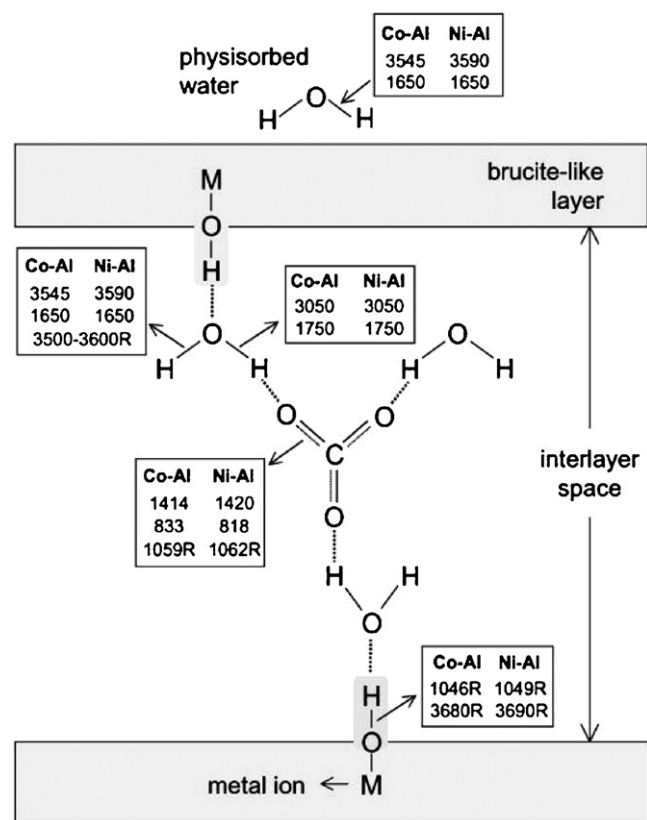 physisorbed
water
Co-Al Ni-Al
3545 3590
1650 1650
O
H H
brucite-like
layer
M
O
H
Co-Al Ni-Al
3545 3590
1650 1650
3500-3600R
Co-Al Ni-Al
3050 3050
1750 1750
O
H H
O
H H
O O
C
O
Co-Al Ni-Al
1414 1420
833 818
1059R 1062R
interlayer
space
H H
O
Co-Al Ni-Al
1046R 1049R
3680R 3690R
H
O
metal ion
M